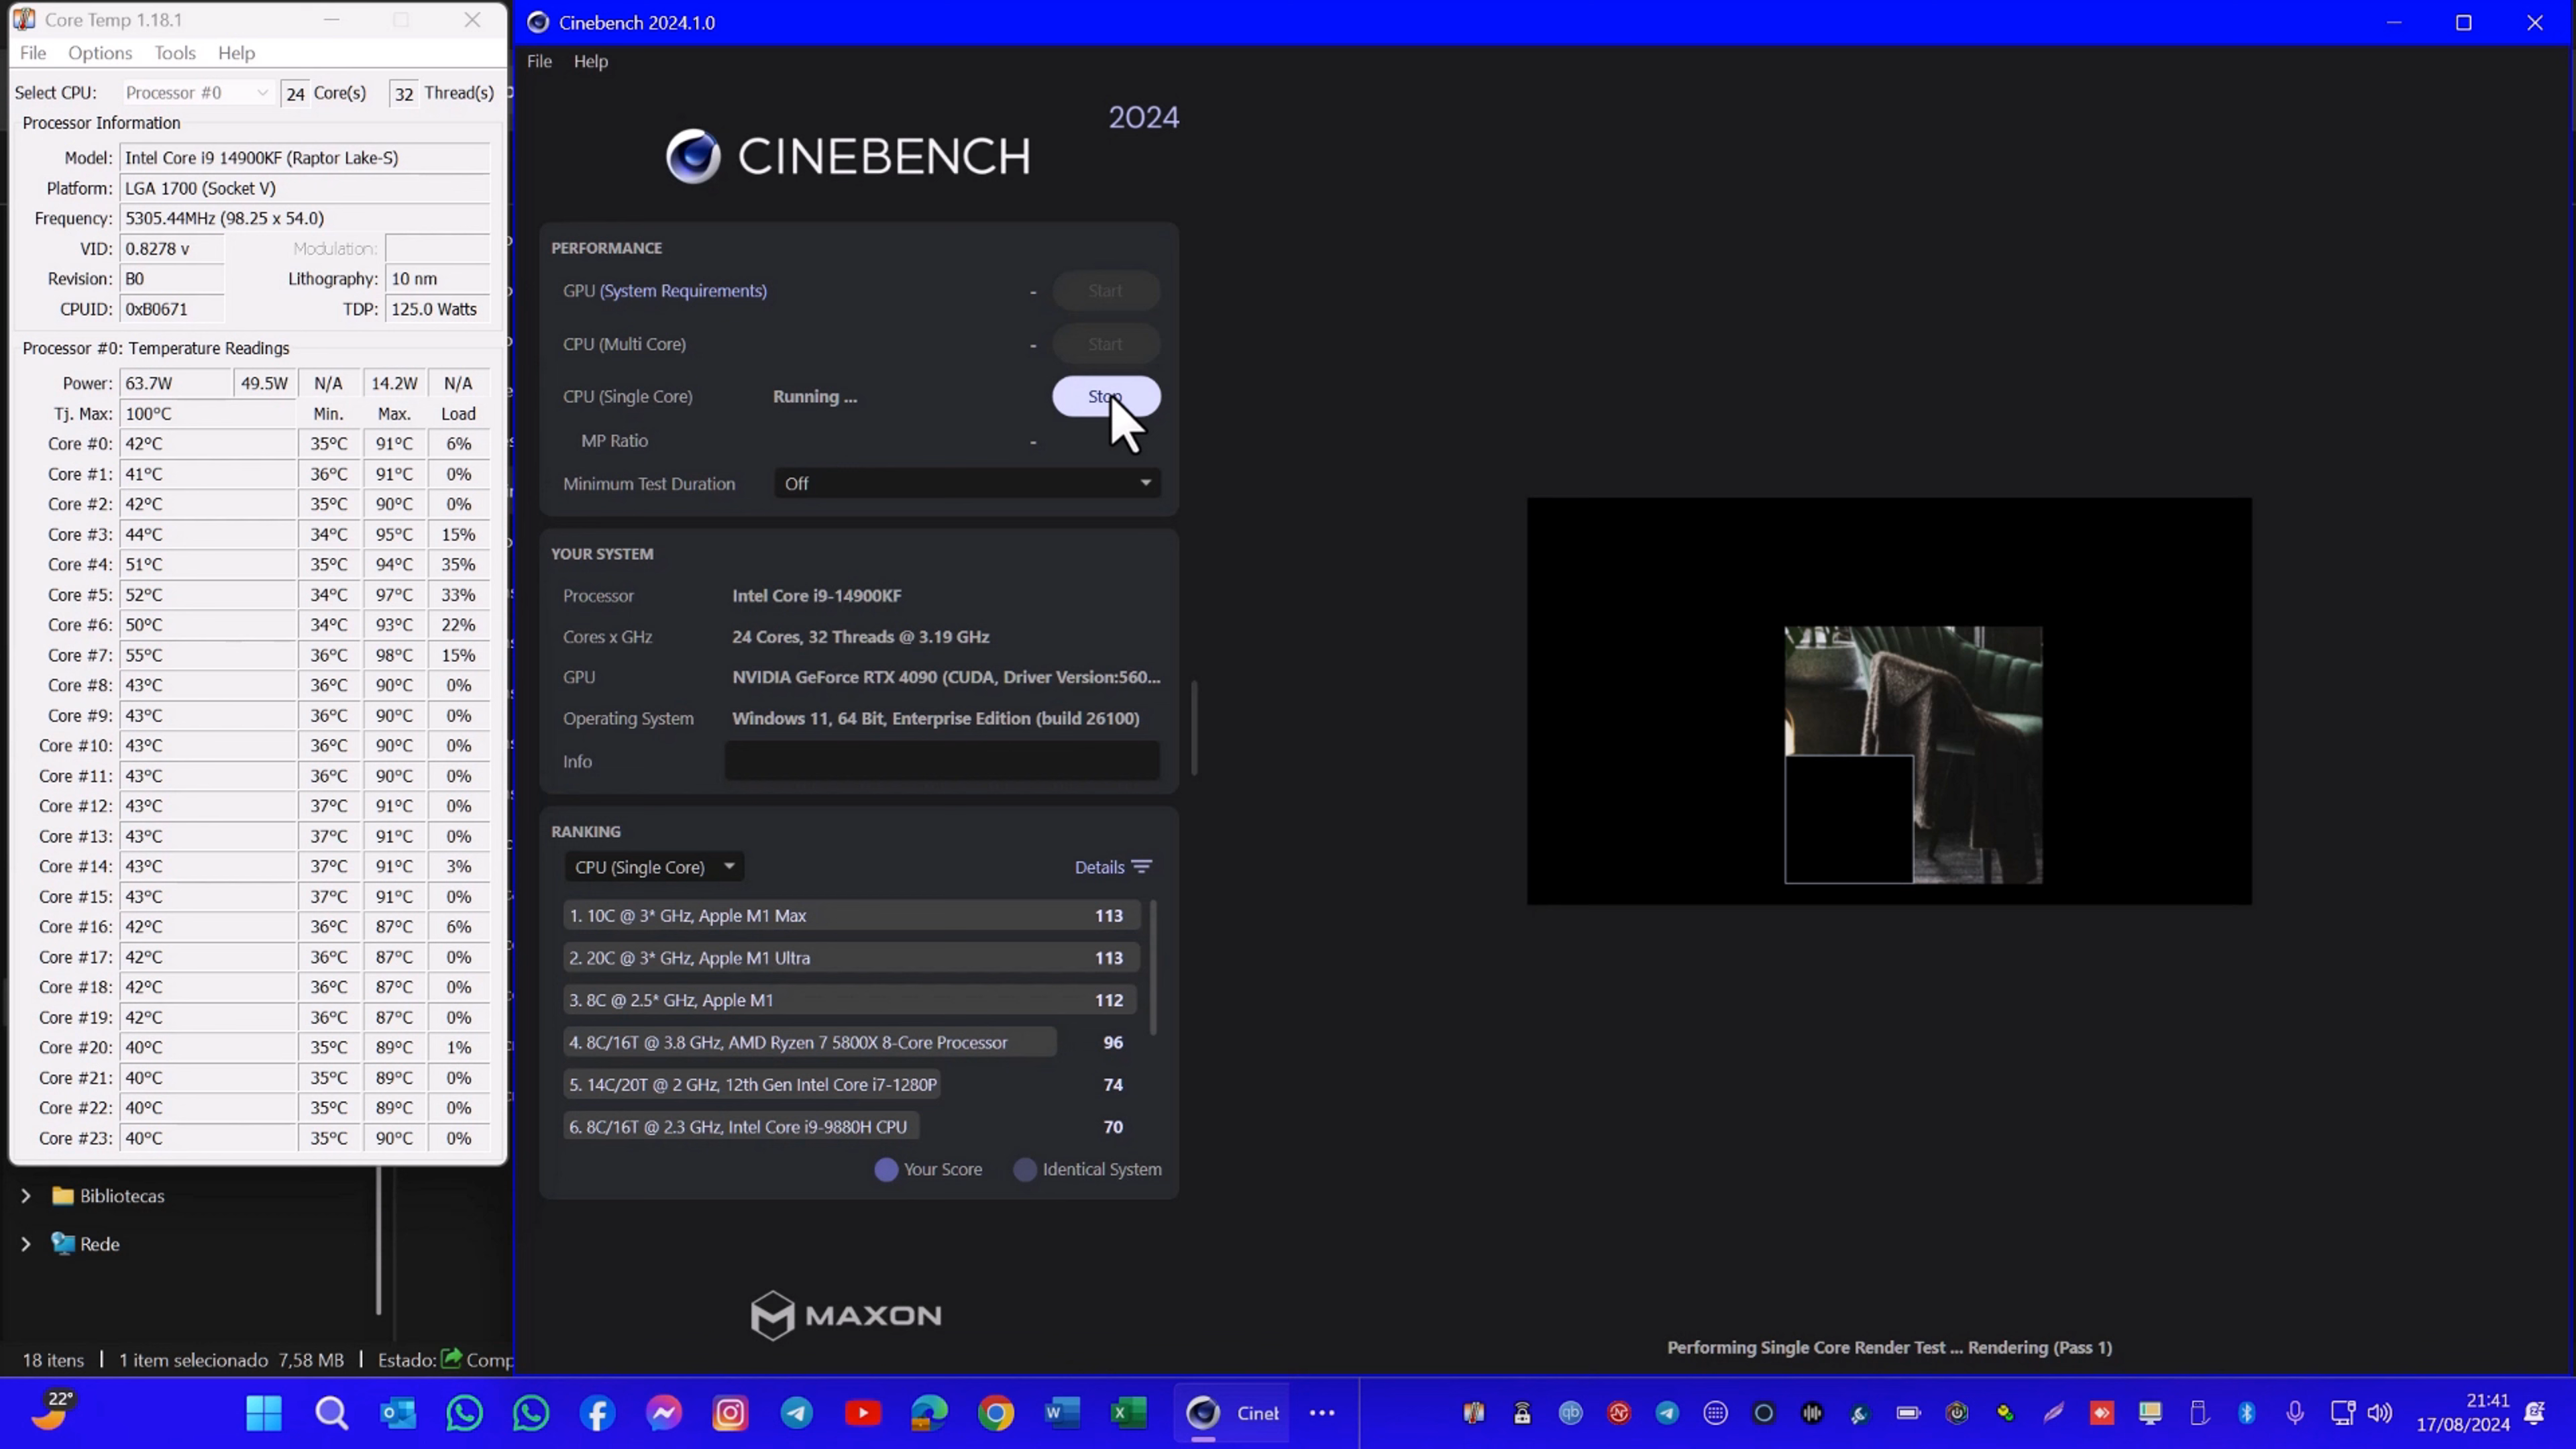 Core Temp 1.18.1
File Options Tools Help
Select CPU: Processor #0 24 Core(s) 32 Thread(s)
Processor Information
Model: Intel Core i9 14900KF (Raptor Lake-S)
Platform: LGA 1700 (Socket V)
Frequency: 5305.44MHz (98.25 x 54.0)
VID: 0.8278 v Modulation:
Revision: B0 Lithography: 10 nm
CPUID: 0xB0671 TDP: 125.0 Watts
Processor #0: Temperature Readings
Power: 63.7W 49.5W N/A 14.2W N/A
Tj. Max: 100°C Min. Max. Load
Core #0: 42°C 35°C 91°C 6%
Core #1: 41°C 36°C 91°C 0%
Core #2: 42°C 35°C 90°C 0%
Core #3: 44°C 34°C 95°C 15%
Core #4: 51°C 35°C 94°C 35%
Core #5: 52°C 34°C 97°C 33%
Core #6: 50°C 34°C 93°C 22%
Core #7: 55°C 36°C 98°C 15%
Core #8: 43°C 36°C 90°C 0%
Core #9: 43°C 36°C 90°C 0%
Core #10: 43°C 36°C 90°C 0%
Core #11: 43°C 36°C 90°C 0%
Core #12: 43°C 37°C 91°C 0%
Core #13: 43°C 37°C 91°C 0%
Core #14: 43°C 37°C 91°C 3%
Core #15: 43°C 37°C 91°C 0%
Core #16: 42°C 36°C 87°C 6%
Core #17: 42°C 36°C 87°C 0%
Core #18: 42°C 36°C 87°C 0%
Core #19: 42°C 36°C 87°C 0%
Core #20: 40°C 35°C 89°C 1%
Core #21: 40°C 35°C 89°C 0%
Core #22: 40°C 35°C 89°C 0%
Core #23: 40°C 35°C 90°C 0%
Bibliotecas
Rede
18 itens | 1 item selecionado 7,58 MB | Estado: Comp
Cinebench 2024.1.0
File Help
2024
CINEBENCH
PERFORMANCE
GPU (System Requirements) - Start
CPU (Multi Core) - Start
CPU (Single Core) Running ... Stop
MP Ratio -
Minimum Test Duration Off
YOUR SYSTEM
Processor Intel Core i9-14900KF
Cores x GHz 24 Cores, 32 Threads @ 3.19 GHz
GPU NVIDIA GeForce RTX 4090 (CUDA, Driver Version:560...
Operating System Windows 11, 64 Bit, Enterprise Edition (build 26100)
Info
RANKING
CPU (Single Core) Details
1. 10C @ 3* GHz, Apple M1 Max 113
2. 20C @ 3* GHz, Apple M1 Ultra 113
3. 8C @ 2.5* GHz, Apple M1 112
4. 8C/16T @ 3.8 GHz, AMD Ryzen 7 5800X 8-Core Processor 96
5. 14C/20T @ 2 GHz, 12th Gen Intel Core i7-1280P 74
6. 8C/16T @ 2.3 GHz, Intel Core i9-9880H CPU 70
Your Score Identical System
MAXON
Performing Single Core Render Test ... Rendering (Pass 1)
22°
Cinet
21:41
17/08/2024